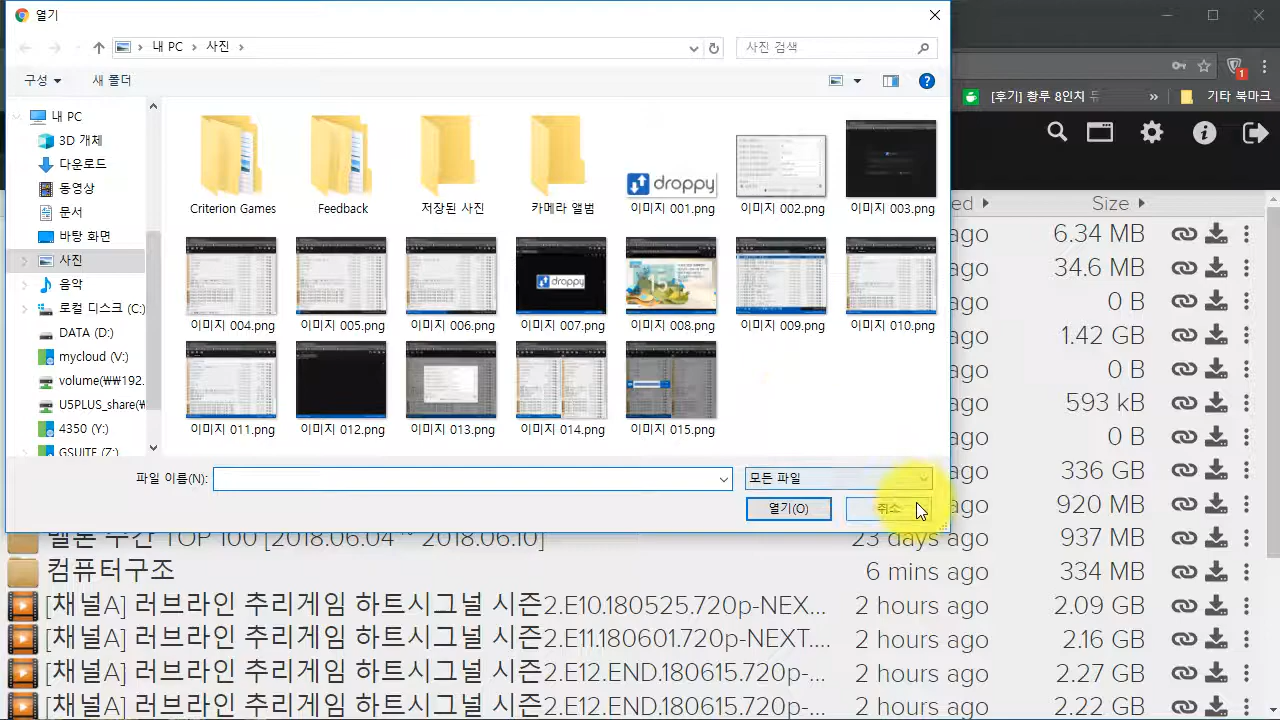 열기
내 PC 사진
사진 검색
구성 새 폴더
내 PC
3D 개체
다운로드
동영상
문서
바탕 화면
사진
음악
로컬 디스크 (C:)
DATA (D:)
mycloud (V:)
volume(₩₩192.
U5PLUS_share(₩
4350 (Y:)
GSUITE (Z:)
droppy
Criterion Games Feedback 저장된 사진 카메라 앨범 이미지 001.png 이미지 002.png 이미지 003.png
droppy
이미지 004.png 이미지 005.png 이미지 006.png 이미지 007.png 이미지 008.png 이미지 009.png 이미지 010.png
이미지 011.png 이미지 012.png 이미지 013.png 이미지 014.png 이미지 015.png
파일 이름(N): 모든 파일
열기(O) 취소
1
[후기] 황루 8인치 » 기타 북마크
ed Size
ago 6.34 MB
ago 34.6 MB
ago 0 B
ago 1.42 GB
ago 0 B
ago 593 kB
ago 0 B
ago 336 GB
ago 920 MB
멜론 주간 TOP 100 [2018.06.04 ~ 2018.06.10] 23 days ago 937 MB
컴퓨터구조 6 mins ago 334 MB
[채널A] 러브라인 추리게임 하트시그널 시즌2.E10.180525.720p-NEX... 2 hours ago 2.09 GB
[채널A] 러브라인 추리게임 하트시그널 시즌2.E11.180601.720p-NEXT.... 2 hours ago 2.16 GB
[채널A] 러브라인 추리게임 하트시그널 시즌2.E12.END.180615.720p-... 2 hours ago 2.27 GB
[채널A] 러브라인 추리게임 하트시그널 시즌2.E12.END.180615.720p-... 2 hours ago 2.22 GB